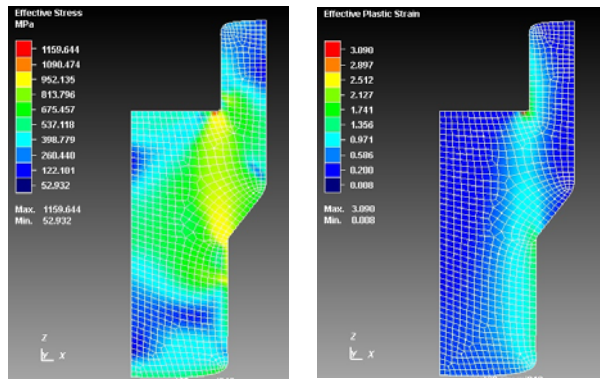 Effective Stress
MPa
1159.644
1090.474
952.135
813.796
675.457
537.118
398.779
260.440
122.101
52.932
Max. 1159.644
Min. 52.932
Z
Y X
Effective Plastic Strain
3.090
2.897
2.512
2.127
1.741
1.356
0.971
0.586
0.200
0.008
Max. 3.090
Min. 0.008
Z
Y X